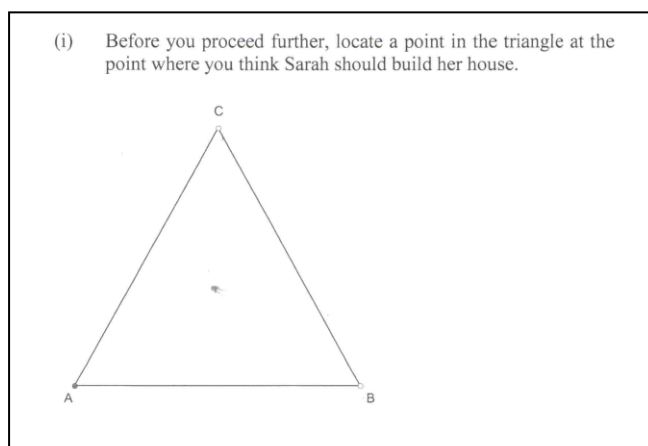 (i) Before you proceed further, locate a point in the triangle at the
point where you think Sarah should build her house.
C
A
B